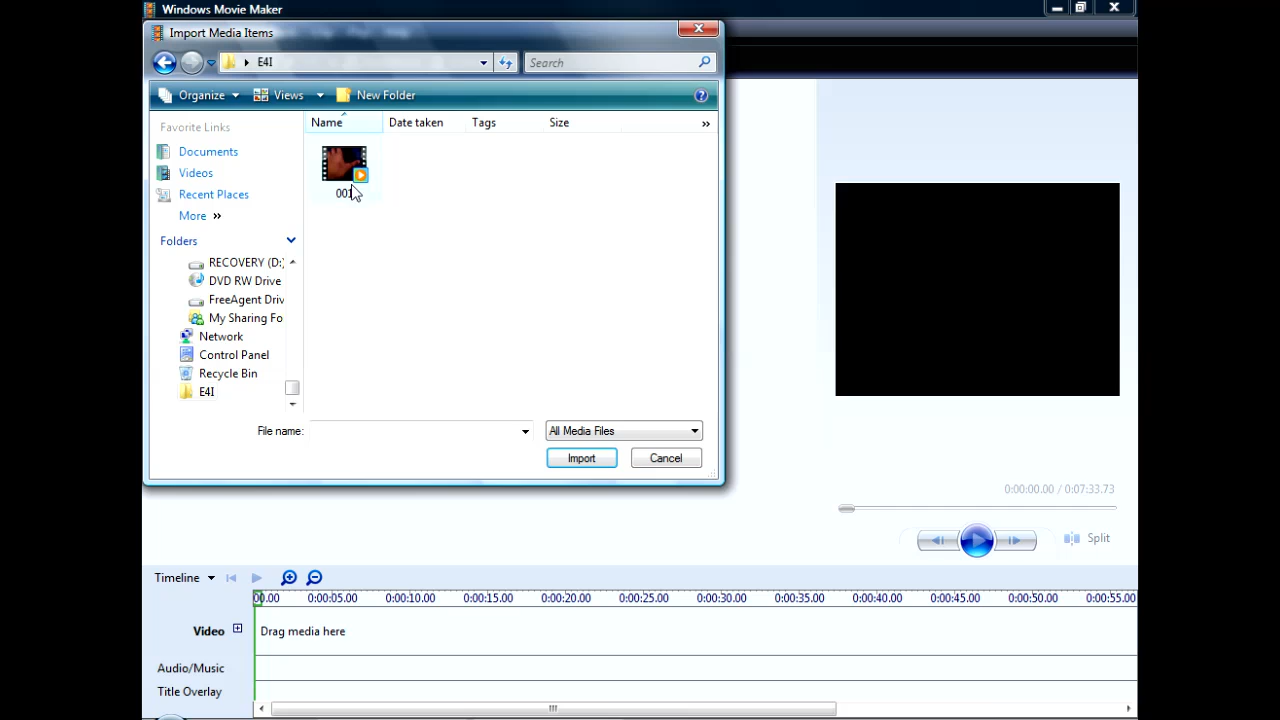 Windows Movie Maker
Import Media Items
E4I
Search
Organize
Views
New Folder
Favorite Links
Documents
Videos
Recent Places
More »
Folders
RECOVERY (D:)
DVD RW Drive
FreeAgent Driv
My Sharing Fo
Network
Control Panel
Recycle Bin
E4I
Name
Date taken
Tags
Size
»
001
File name:
All Media Files
Import
Cancel
0:00:00.00 / 0:07:33.73
Split
Timeline
00.00 0:00:05.00 0:00:10.00 0:00:15.00 0:00:20.00 0:00:25.00 0:00:30.00 0:00:35.00 0:00:40.00 0:00:45.00 0:00:50.00 0:00:55.00
Video
Drag media here
Audio/Music
Title Overlay